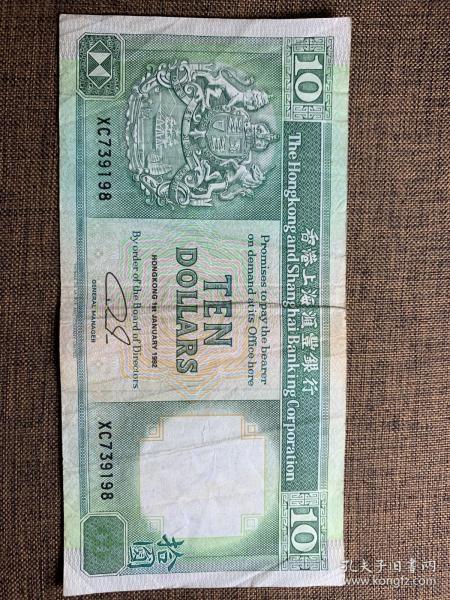 10
香港上海滙豐銀行
The Hongkong and Shanghai Banking Corporation
10
Promises to pay the bearer
on demand at its Office here
TEN
DOLLARS
HONGKONG 1ST JANUARY 1992
By order of the Board of Directors
GENERAL MANAGER
XC739198
XC739198
拾圓
孔夫子旧书网
www.kongfz.com